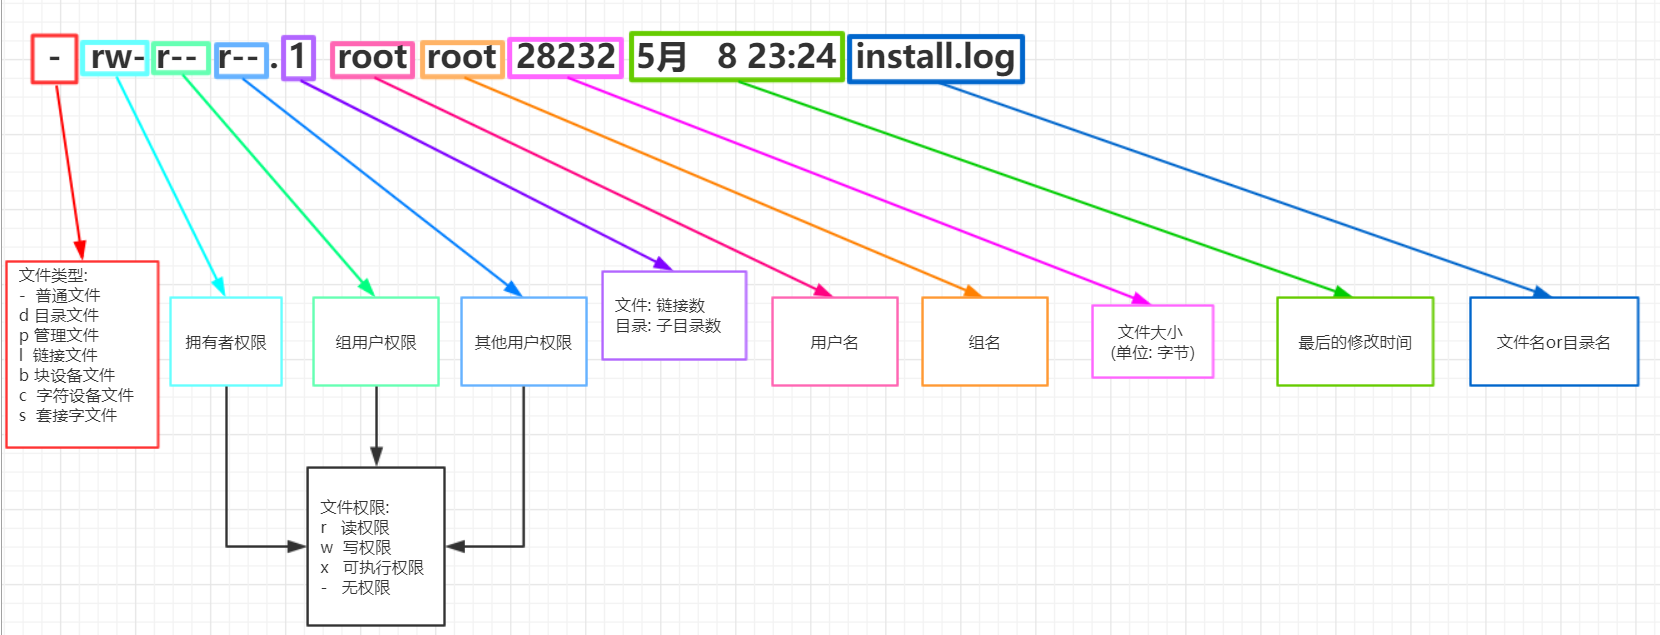 - rw- r-- r--. 1 root root 28232 5月 8 23:24 install.log
文件类型:
- 普通文件
d 目录文件
p 管理文件
l 链接文件
b 块设备文件
c 字符设备文件
s 套接字文件
拥有者权限
组用户权限
其他用户权限
文件: 链接数
目录: 子目录数
用户名
组名
文件大小
(单位: 字节)
最后的修改时间
文件名or目录名
文件权限:
r 读权限
w 写权限
x 可执行权限
- 无权限